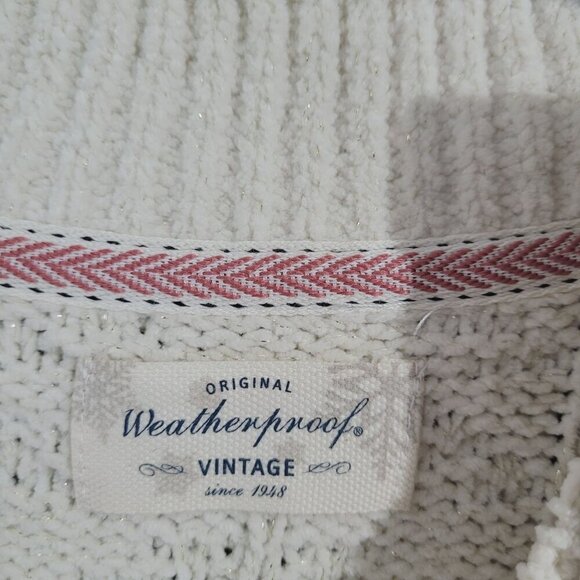 ORIGINAL
Weatherproof®
VINTAGE
since 1948